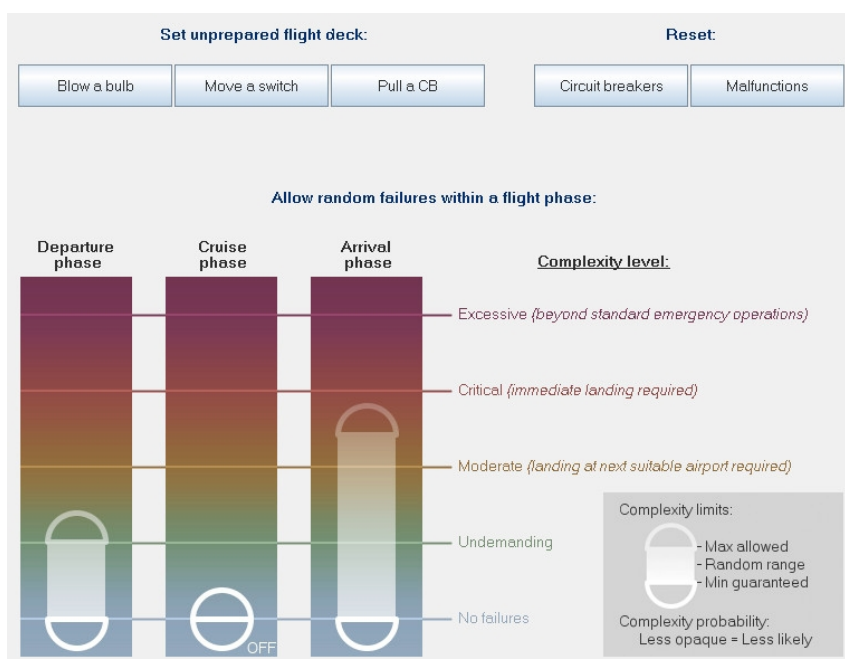 Set unprepared flight deck:
Reset:
Blow a bulb
Move a switch
Pull a CB
Circuit breakers
Malfunctions
Allow random failures within a flight phase:
Departure
phase
Cruise
phase
Arrival
phase
Complexity level:
Excessive (beyond standard emergency operations)
Critical (immediate landing required)
Moderate (landing at next suitable airport required)
Undemanding
No failures
OFF
Complexity limits:
- Max allowed
- Random range
- Min guaranteed
Complexity probability:
Less opaque = Less likely